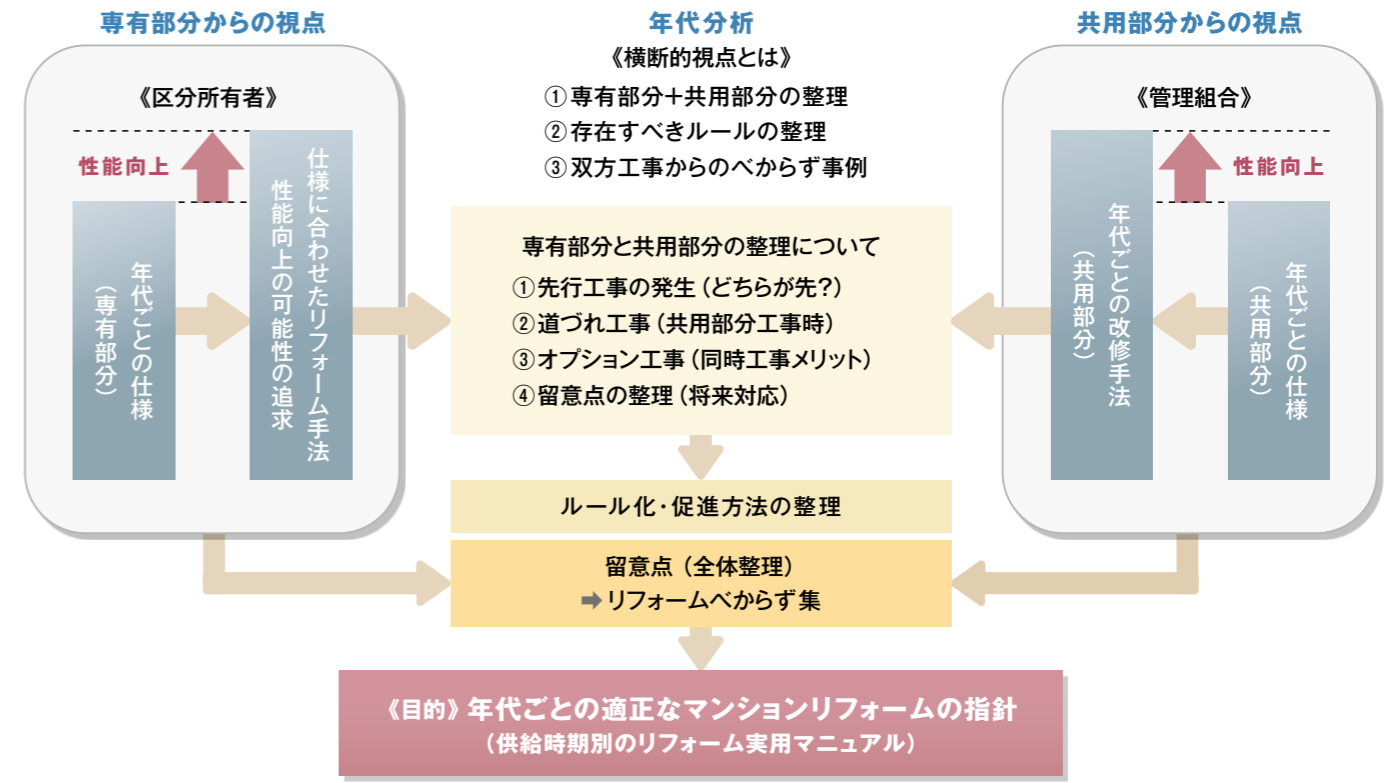 専有部分からの視点
《区分所有者》
性能向上
年代ごとの仕様
（専有部分）
仕様に合わせたリフォーム手法
性能向上の可能性の追求
年代分析
《横断的視点とは》
①専有部分＋共用部分の整理
②存在すべきルールの整理
③双方工事からのべからず事例
専有部分と共用部分の整理について
①先行工事の発生（どちらが先？）
②道づれ工事（共用部分工事時）
③オプション工事（同時工事メリット）
④留意点の整理（将来対応）
ルール化・促進方法の整理
留意点（全体整理）
➡リフォームべからず集
共用部分からの視点
《管理組合》
性能向上
年代ごとの改修手法
（共用部分）
年代ごとの仕様
（共用部分）
《目的》年代ごとの適正なマンションリフォームの指針
（供給時期別のリフォーム実用マニュアル）